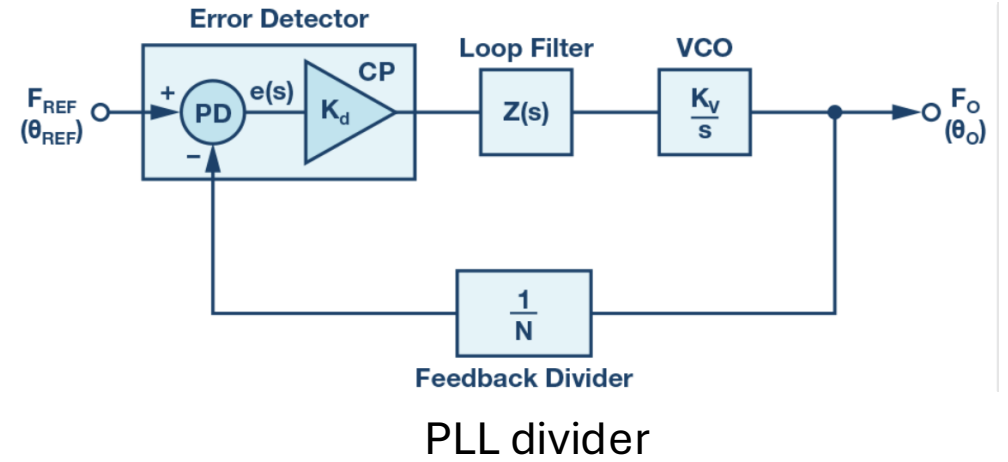 Error Detector
Loop Filter
VCO
CP
F_REF
(θ_REF)
+
PD
e(s)
K_d
Z(s)
K_V
s
F_O
(θ_O)
−
1
N
Feedback Divider
PLL divider